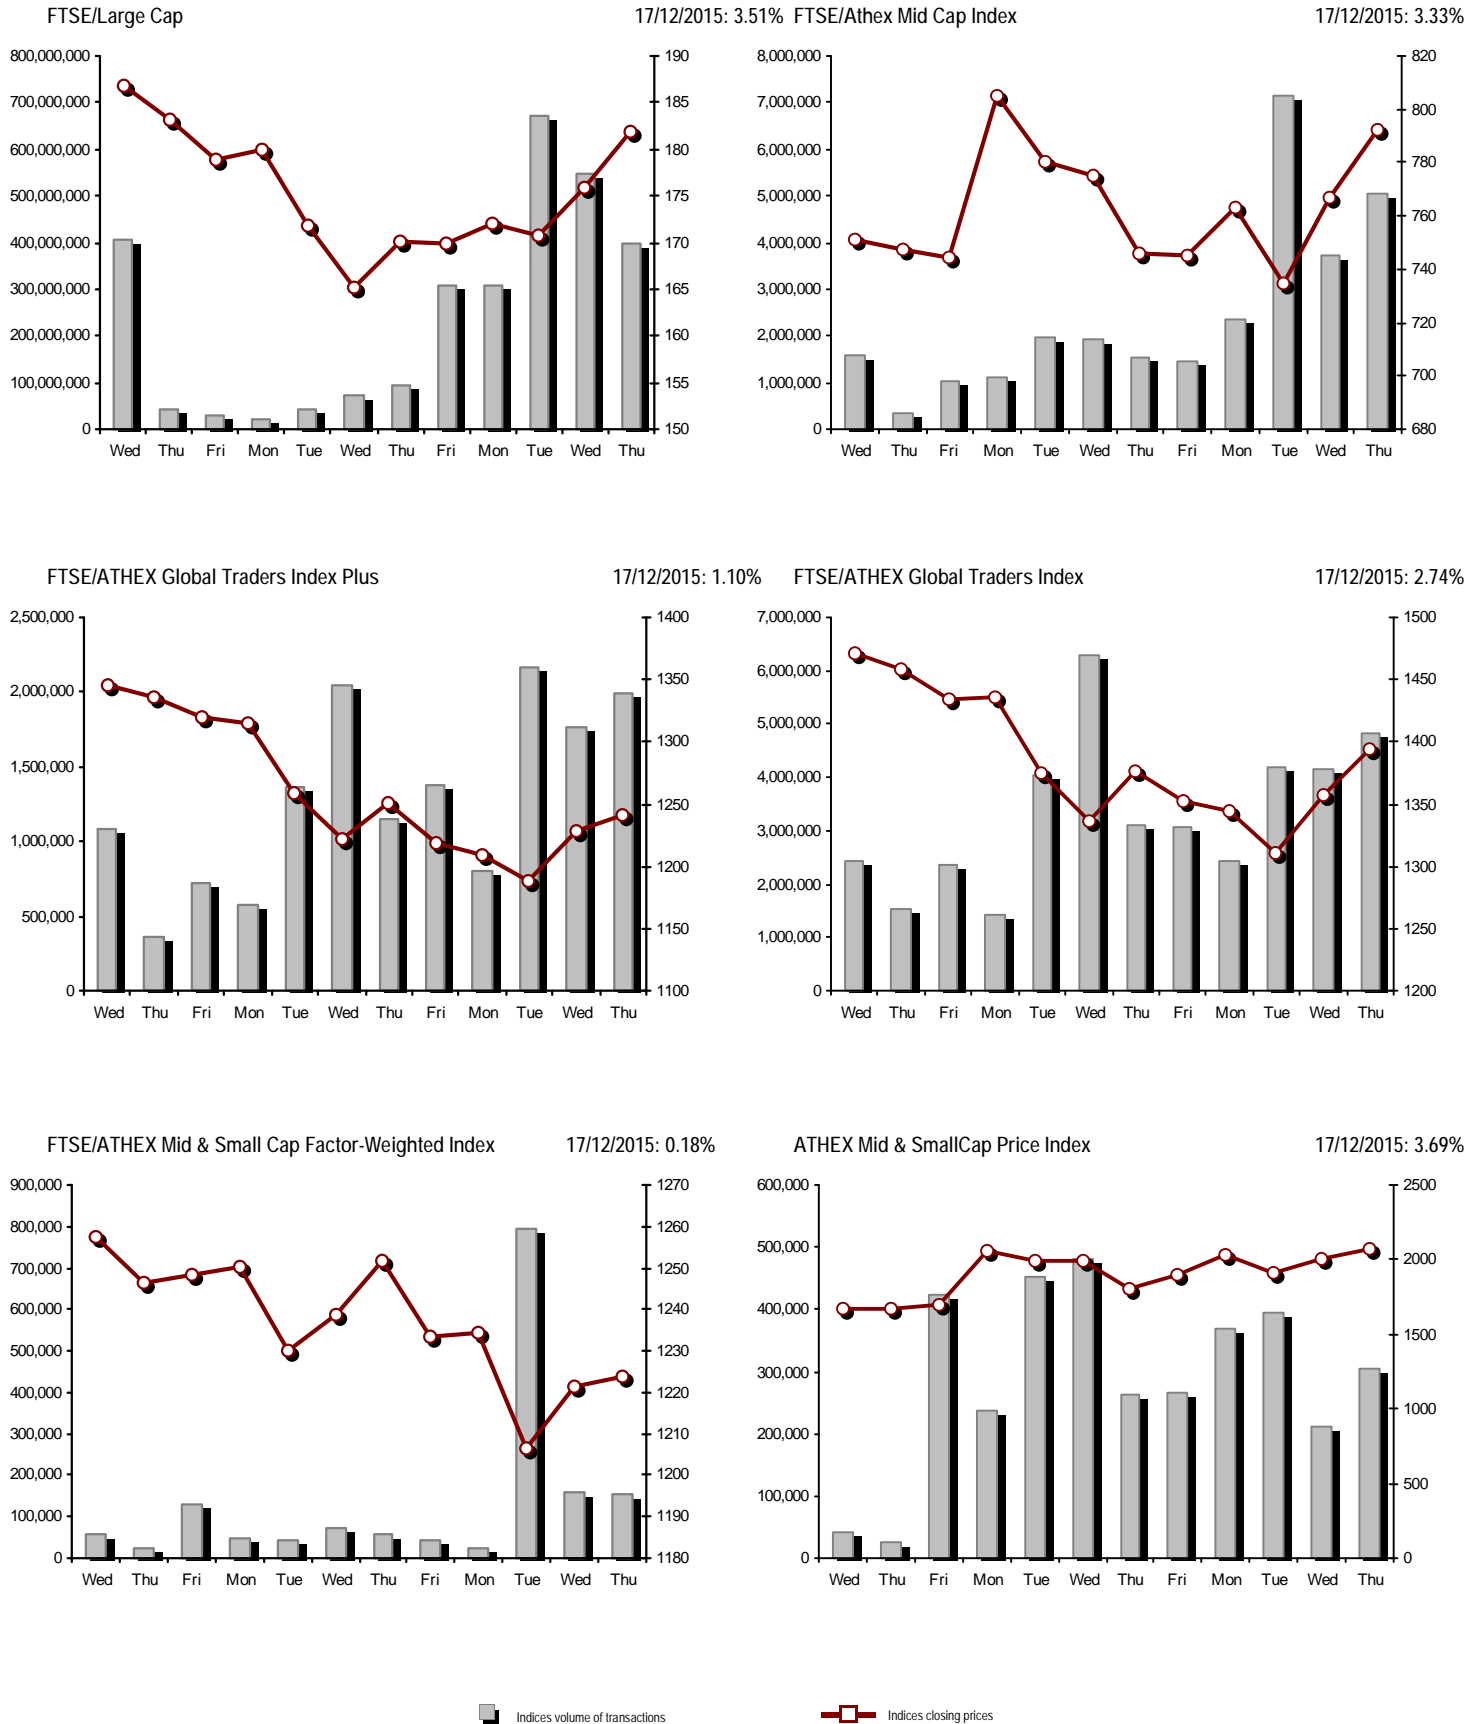 FTSE/Large Cap 17/12/2015: 3.51% FTSE/Athex Mid Cap Index 17/12/2015: 3.33%
800,000,000 190 8,000,000 820
700,000,000 185 7,000,000 800
600,000,000 180 6,000,000 780
500,000,000 175 5,000,000 760
400,000,000 170 4,000,000 740
300,000,000 165 3,000,000 720
200,000,000 160 2,000,000 700
100,000,000 155 1,000,000 680
0 150 0
Wed Thu Fri Mon Tue Wed Thu Fri Mon Tue Wed Thu Wed Thu Fri Mon Tue Wed Thu Fri Mon Tue Wed Thu
FTSE/ATHEX Global Traders Index Plus 17/12/2015: 1.10% FTSE/ATHEX Global Traders Index 17/12/2015: 2.74%
2,500,000 1400 7,000,000 1500
2,000,000 1350 6,000,000 1450
1,500,000 1300 5,000,000 1400
1,000,000 1250 4,000,000 1350
500,000 1200 3,000,000 1300
0 1150 2,000,000 1250
1100 1,000,000 1200
0
Wed Thu Fri Mon Tue Wed Thu Fri Mon Tue Wed Thu Wed Thu Fri Mon Tue Wed Thu Fri Mon Tue Wed Thu
FTSE/ATHEX Mid & Small Cap Factor-Weighted Index 17/12/2015: 0.18% ATHEX Mid & SmallCap Price Index 17/12/2015: 3.69%
900,000 1270 600,000 2500
800,000 1260 500,000 2000
700,000 1250 400,000 1500
600,000 1240 300,000 1000
500,000 1230 200,000 500
400,000 1220 100,000 0
300,000 1210 0
200,000 1200
100,000 1190
0 1180
Wed Thu Fri Mon Tue Wed Thu Fri Mon Tue Wed Thu Wed Thu Fri Mon Tue Wed Thu Fri Mon Tue Wed Thu
Indices volume of transactions Indices closing prices